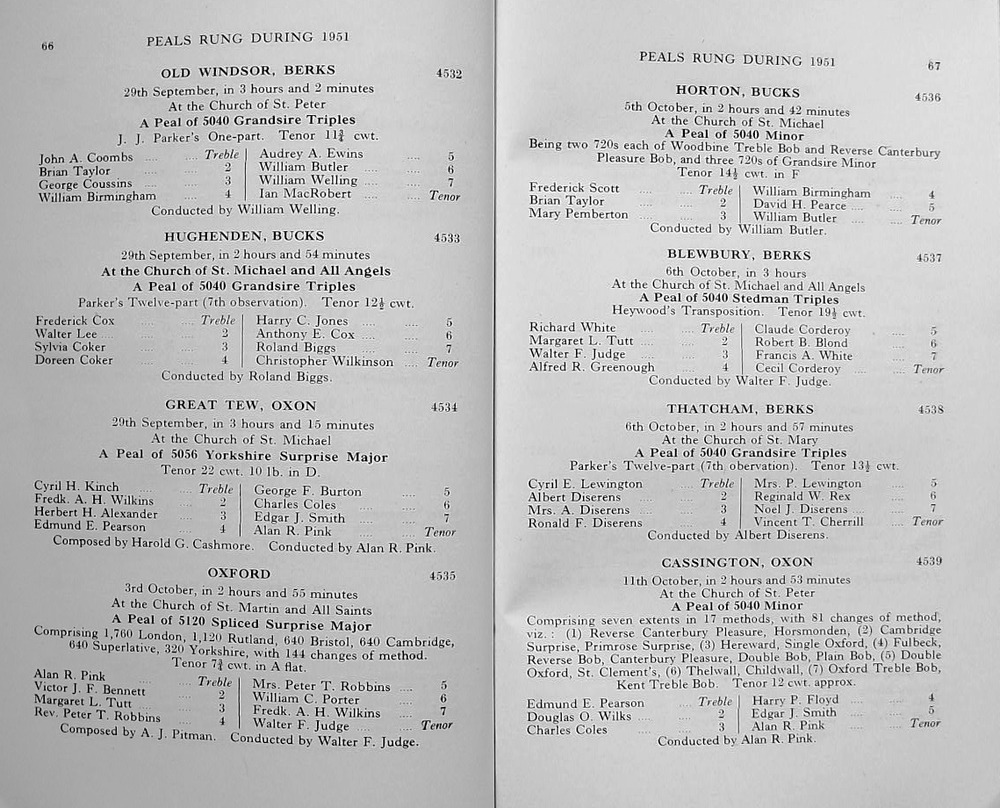 66
PEALS RUNG DURING 1951
OLD WINDSOR, BERKS 4532
29th September, in 3 hours and 2 minutes
At the Church of St. Peter
A Peal of 5040 Grandsire Triples
J. J. Parker's One-part. Tenor 11¾ cwt.
John A. Coombs .... .... Treble Audrey A. Ewins .... 5
Brian Taylor .... .... 2 William Butler .... .... 6
George Coussins .... .... 3 William Welling .... .... 7
William Birmingham .... 4 Ian MacRobert .... .... Tenor
Conducted by William Welling.
HUGHENDEN, BUCKS 4533
29th September, in 2 hours and 54 minutes
At the Church of St. Michael and All Angels
A Peal of 5040 Grandsire Triples
Parker's Twelve-part (7th observation). Tenor 12½ cwt.
Frederick Cox .... .... Treble Harry C. Jones .... .... 5
Walter Lee .... .... 2 Anthony E. Cox .... .... 6
Sylvia Coker .... .... 3 Roland Biggs .... .... 7
Doreen Coker .... .... 4 Christopher Wilkinson .... Tenor
Conducted by Roland Biggs.
GREAT TEW, OXON 4534
29th September, in 3 hours and 15 minutes
At the Church of St. Michael
A Peal of 5056 Yorkshire Surprise Major
Tenor 22 cwt. 10 lb. in D.
Cyril H. Kinch .... Treble George F. Burton .... 5
Fredk. A. H. Wilkins .... 2 Charles Coles .... .... 6
Herbert H. Alexander .... 3 Edgar J. Smith .... .... 7
Edmund E. Pearson .... 4 Alan R. Pink .... .... Tenor
Composed by Harold G. Cashmore. Conducted by Alan R. Pink.
OXFORD 4535
3rd October, in 2 hours and 55 minutes
At the Church of St. Martin and All Saints
A Peal of 5120 Spliced Surprise Major
Comprising 1,760 London, 1,120 Rutland, 640 Bristol, 640 Cambridge,
640 Superlative, 320 Yorkshire, with 144 changes of method.
Tenor 7¾ cwt. in A flat.
Alan R. Pink .... .... Treble Mrs. Peter T. Robbins .... 5
Victor J. F. Bennett .... 2 William C. Porter .... 6
Margaret L. Tutt .... 3 Fredk. A. H. Wilkins .... 7
Rev. Peter T. Robbins .... 4 Walter F. Judge .... .... Tenor
Composed by A. J. Pitman. Conducted by Walter F. Judge.
PEALS RUNG DURING 1951
67
HORTON, BUCKS 4536
5th October, in 2 hours and 42 minutes
At the Church of St. Michael
A Peal of 5040 Minor
Being two 720s each of Woodbine Treble Bob and Reverse Canterbury
Pleasure Bob, and three 720s of Grandsire Minor
Tenor 14½ cwt. in F
Frederick Scott .... .... Treble William Birmingham .... 4
Brian Taylor .... .... 2 David H. Pearce .... .... 5
Mary Pemberton .... .... 3 William Butler .... .... Tenor
Conducted by William Butler.
BLEWBURY, BERKS 4537
6th October, in 3 hours
At the Church of St. Michael and All Angels
A Peal of 5040 Stedman Triples
Heywood's Transposition. Tenor 19½ cwt.
Richard White .... .... Treble Claude Corderoy .... 5
Margaret L. Tutt .... .... 2 Robert B. Blond .... 6
Walter F. Judge .... .... 3 Francis A. White .... 7
Alfred R. Greenough .... 4 Cecil Corderoy .... .... Tenor
Conducted by Walter F. Judge.
THATCHAM, BERKS 4538
6th October, in 2 hours and 57 minutes
At the Church of St. Mary
A Peal of 5040 Grandsire Triples
Parker's Twelve-part (7th obervation). Tenor 13½ cwt.
Cyril E. Lewington .... Treble Mrs. P. Lewington .... 5
Albert Diserens .... .... 2 Reginald W. Rex .... 6
Mrs. A. Diserens .... .... 3 Noel J. Diserens .... .... 7
Ronald F. Diserens .... 4 Vincent T. Cherrill .... Tenor
Conducted by Albert Diserens.
CASSINGTON, OXON 4539
11th October, in 2 hours and 53 minutes
At the Church of St. Peter
A Peal of 5040 Minor
Comprising seven extents in 17 methods, with 81 changes of method,
viz. : (1) Reverse Canterbury Pleasure, Horsmonden, (2) Cambridge
Surprise, Primrose Surprise, (3) Hereward, Single Oxford, (4) Fulbeck,
Reverse Bob, Canterbury Pleasure, Double Bob, Plain Bob, (5) Double
Oxford, St. Clement's, (6) Thelwall, Childwall, (7) Oxford Treble Bob,
Kent Treble Bob. Tenor 12 cwt. approx.
Edmund E. Pearson .... Treble Harry P. Floyd .... .... 4
Douglas O. Wilks .... .... 2 Edgar J. Smith .... .... 5
Charles Coles .... .... 3 Alan R. Pink .... .... Tenor
Conducted by Alan R. Pink.